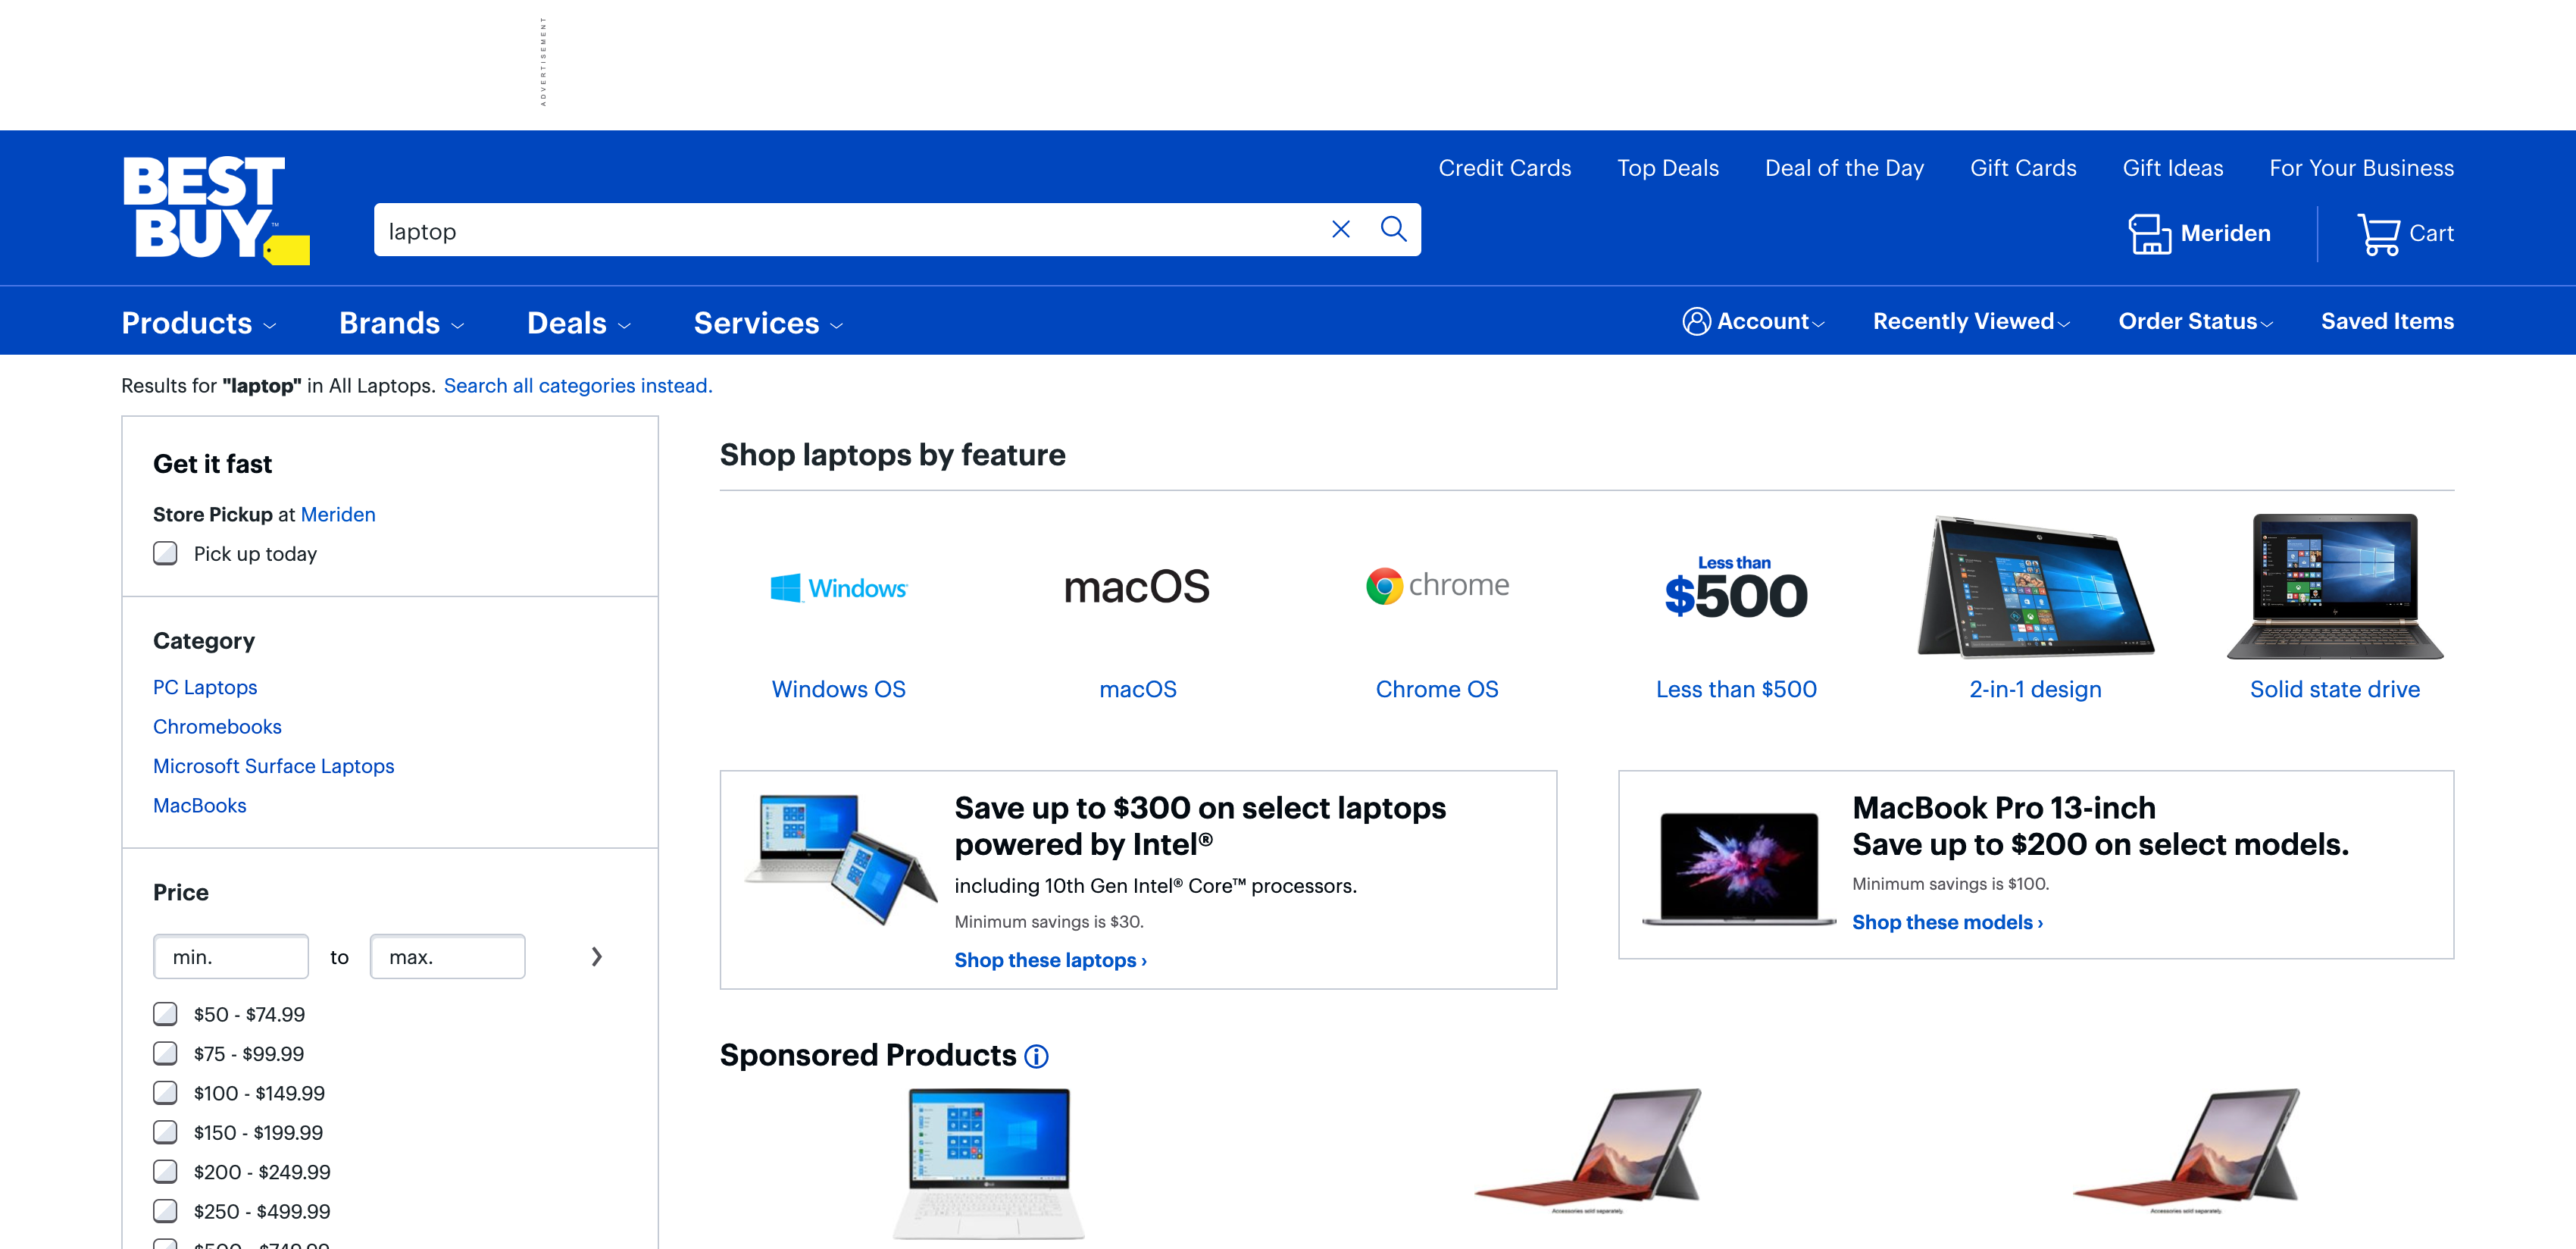 ADVERTISEMENT
BEST
BUY™
laptop
Credit Cards
Top Deals
Deal of the Day
Gift Cards
Gift Ideas
For Your Business
Meriden
Cart
Products
Brands
Deals
Services
Account
Recently Viewed
Order Status
Saved Items
Results for "laptop" in All Laptops. Search all categories instead.
Get it fast
Store Pickup at Meriden
Pick up today
Category
PC Laptops
Chromebooks
Microsoft Surface Laptops
MacBooks
Price
min. to max.
$50 - $74.99
$75 - $99.99
$100 - $149.99
$150 - $199.99
$200 - $249.99
$250 - $499.99
$500 - $749.99
Shop laptops by feature
Windows
macOS
chrome
Less than
$500
Windows OS
macOS
Chrome OS
Less than $500
2-in-1 design
Solid state drive
Save up to $300 on select laptops
powered by Intel®
including 10th Gen Intel® Core™ processors.
Minimum savings is $30.
Shop these laptops ›
MacBook Pro 13-inch
Save up to $200 on select models.
Minimum savings is $100.
Shop these models ›
Sponsored Products
Accessories sold separately.
Accessories sold separately.